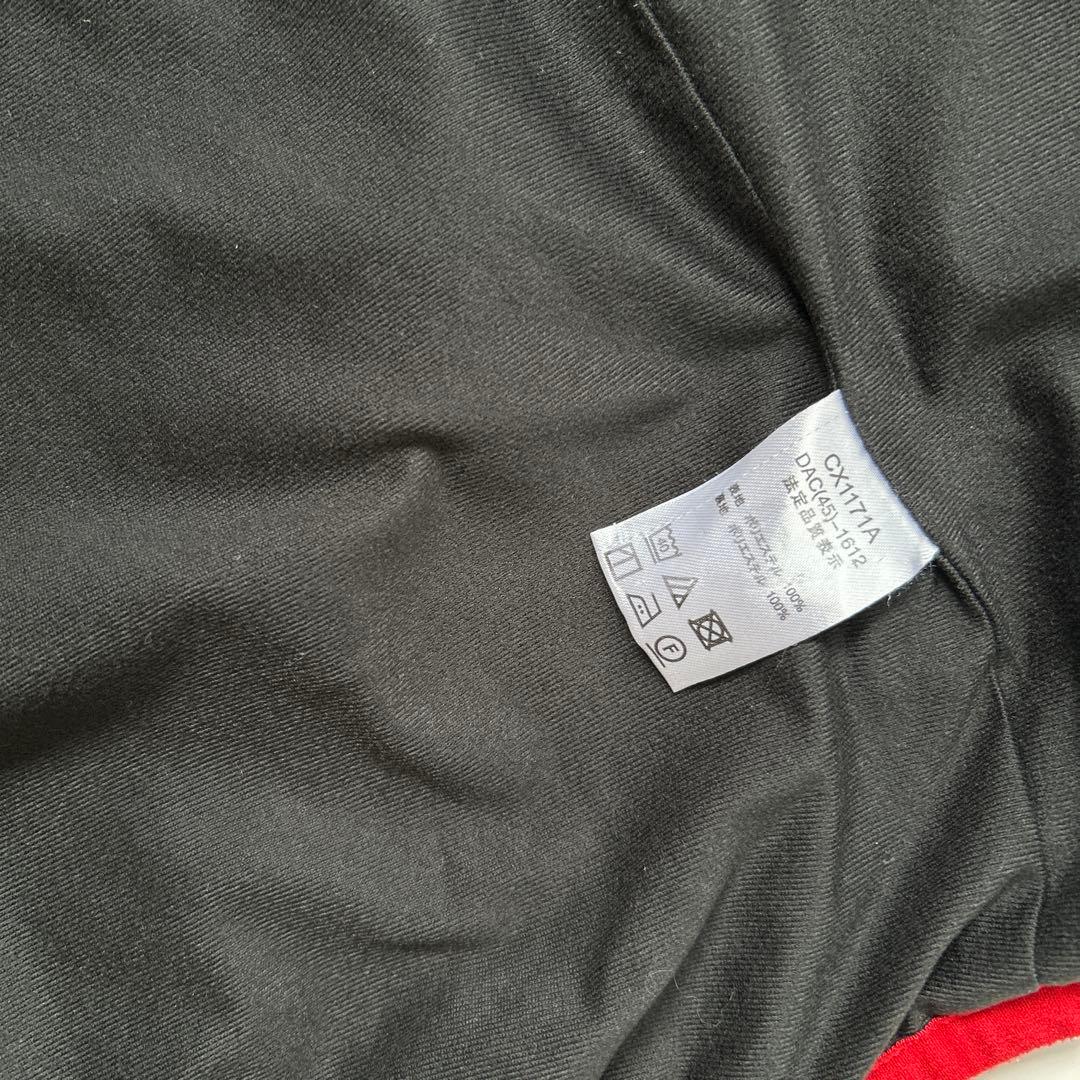 CX1171A
DAC(45)-1612
法定品質表示
表地 ポリエステル 100%
裏地 ポリエステル 100%
F